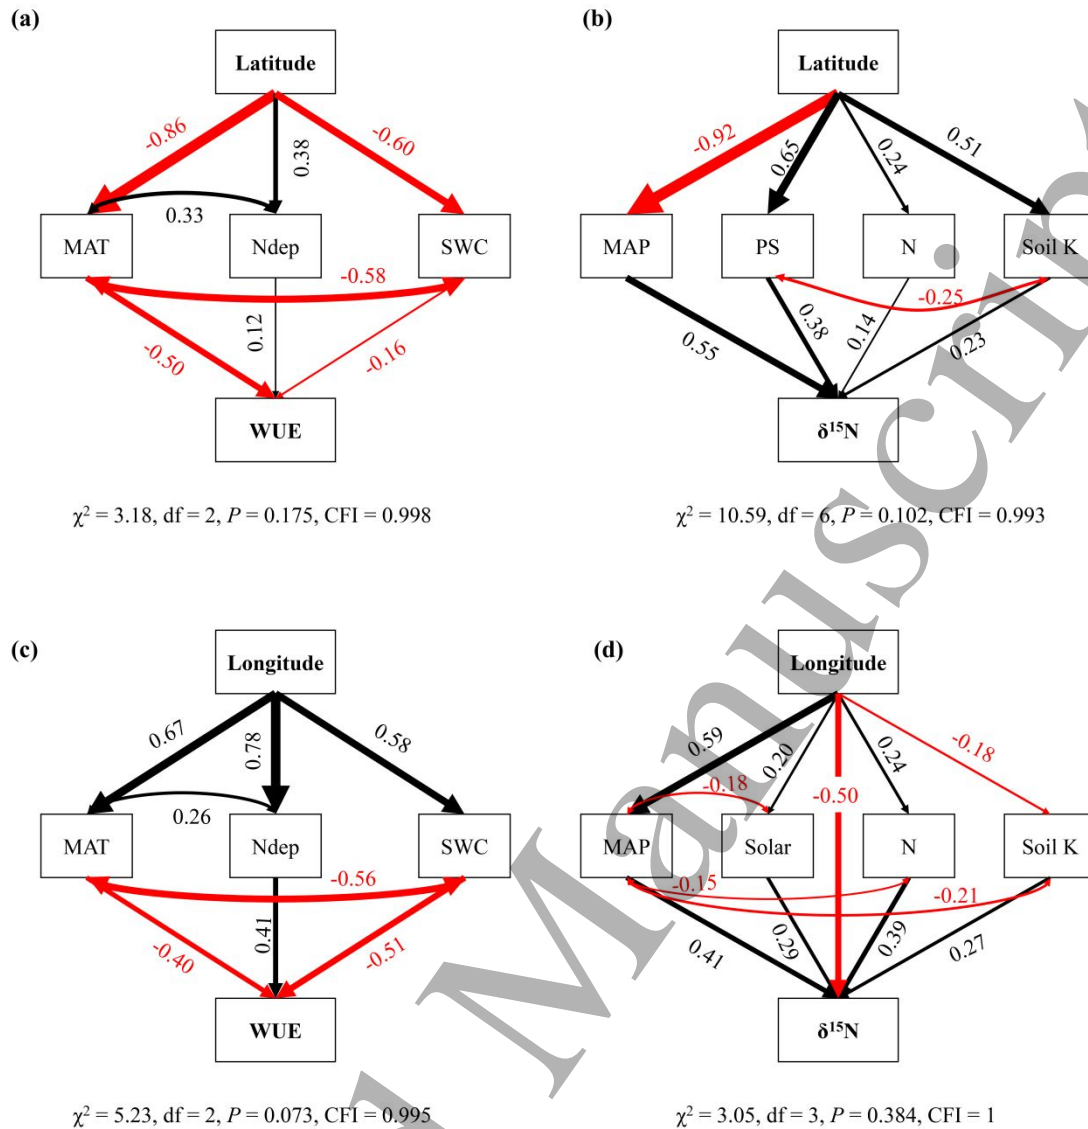 (a)
Latitude
-0.86
0.38
-0.60
0.33
MAT
Ndep
SWC
-0.58
-0.50
0.12
-0.16
WUE
χ² = 3.18, df = 2, P = 0.175, CFI = 0.998
(b)
Latitude
-0.92
0.65
0.24
0.51
MAP
PS
N
Soil K
-0.25
0.55
0.38
0.14
0.23
δ¹⁵N
χ² = 10.59, df = 6, P = 0.102, CFI = 0.993
(c)
Longitude
0.67
0.78
0.58
0.26
MAT
Ndep
SWC
-0.56
-0.40
0.41
-0.51
WUE
χ² = 5.23, df = 2, P = 0.073, CFI = 0.995
(d)
Longitude
0.59
0.20
0.24
-0.18
-0.18
-0.50
MAP
Solar
N
Soil K
-0.15
-0.21
0.41
0.29
0.39
0.27
δ¹⁵N
χ² = 3.05, df = 3, P = 0.384, CFI = 1
Manuscrip